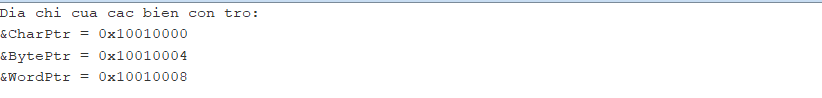 Dia chi cua cac bien con tro:
&CharPtr = 0x10010000
&BytePtr = 0x10010004
&WordPtr = 0x10010008